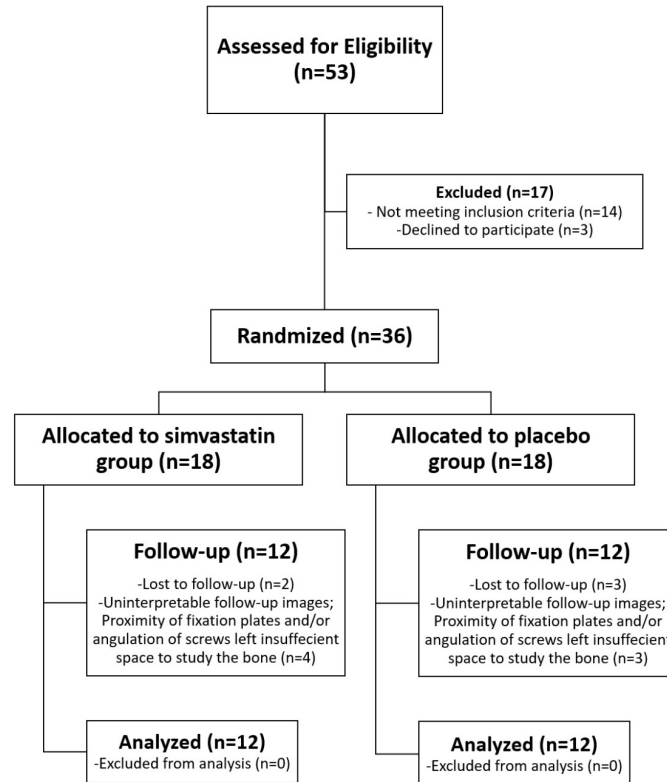 Assessed for Eligibility
(n=53)
Excluded (n=17)
- Not meeting inclusion criteria (n=14)
-Declined to participate (n=3)
Randmized (n=36)
Allocated to simvastatin
group (n=18)
Allocated to placebo
group (n=18)
Follow-up (n=12)
-Lost to follow-up (n=2)
-Uninterpretable follow-up images;
Proximity of fixation plates and/or
angulation of screws left insuffecient
space to study the bone (n=4)
Follow-up (n=12)
-Lost to follow-up (n=3)
-Uninterpretable follow-up images;
Proximity of fixation plates and/or
angulation of screws left insuffecient
space to study the bone (n=3)
Analyzed (n=12)
-Excluded from analysis (n=0)
Analyzed (n=12)
-Excluded from analysis (n=0)